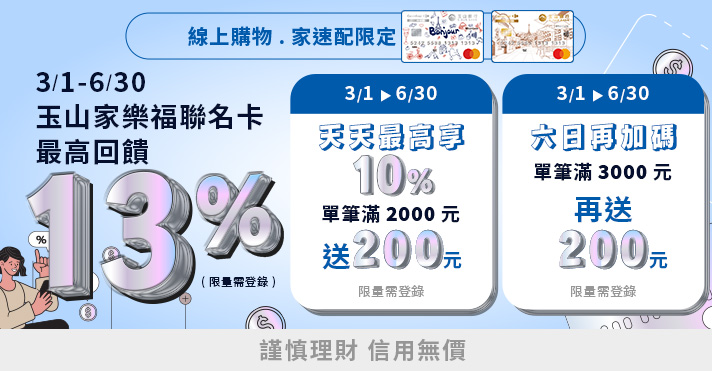 線上購物 . 家速配限定
Bonjour
3/1-6/30
玉山家樂福聯名卡
最高回饋
13%
(限量需登錄)
%
3/1 ▶ 6/30
天天最高享
10%
單筆滿 2000 元
送200元
限量需登錄
3/1 ▶ 6/30
六日再加碼
單筆滿 3000 元
再送
200元
限量需登錄
謹慎理財 信用無價